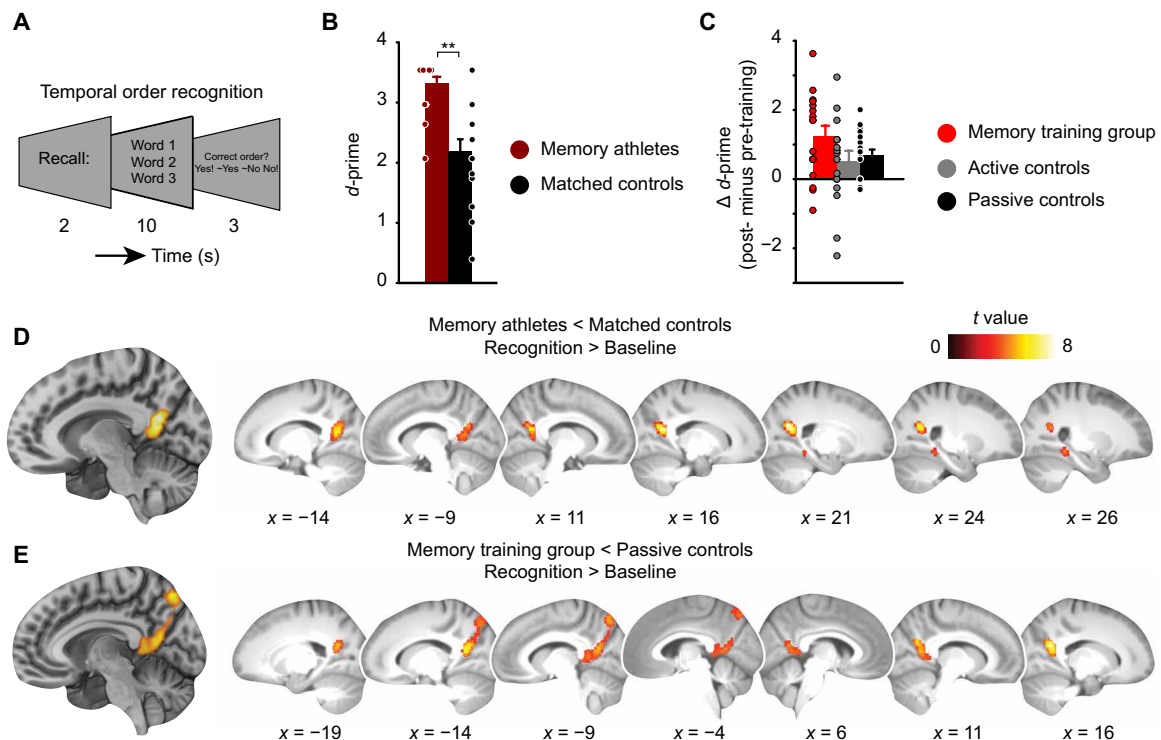 A
Temporal order recognition
Recall:
Word 1
Word 2
Word 3
Correct order?
Yes! ~Yes ~No No!
2
10
3
Time (s)
B
d-prime
4
3
2
1
0
**
Memory athletes
Matched controls
C
Δ d-prime
(post- minus pre-training)
4
2
0
−2
Memory training group
Active controls
Passive controls
D
Memory athletes < Matched controls
Recognition > Baseline
t value
0
8
x = −14
x = −9
x = 11
x = 16
x = 21
x = 24
x = 26
E
Memory training group < Passive controls
Recognition > Baseline
x = −19
x = −14
x = −9
x = −4
x = 6
x = 11
x = 16